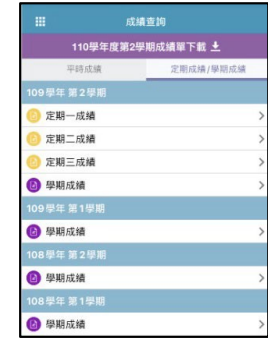 成績查詢
110學年度第2學期成績單下載
平時成績
定期成績/學期成績
109學年 第2學期
定期一成績
定期二成績
定期三成績
學期成績
109學年 第1學期
學期成績
108學年 第2學期
學期成績
108學年 第1學期
學期成績